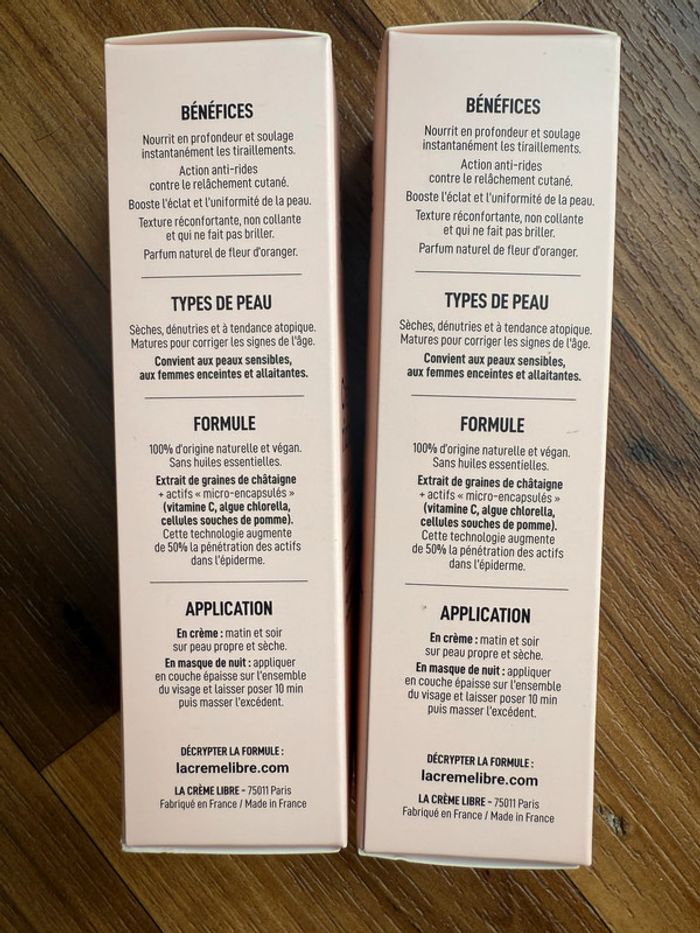 BÉNÉFICES
Nourrit en profondeur et soulage
instantanément les tiraillements.
Action anti-rides
contre le relâchement cutané.
Booste l'éclat et l'uniformité de la peau.
Texture réconfortante, non collante
et qui ne fait pas briller.
Parfum naturel de fleur d'oranger.
TYPES DE PEAU
Sèches, dénutries et à tendance atopique.
Matures pour corriger les signes de l'âge.
Convient aux peaux sensibles,
aux femmes enceintes et allaitantes.
FORMULE
100% d'origine naturelle et végan.
Sans huiles essentielles.
Extrait de graines de châtaigne
+ actifs « micro-encapsulés »
(vitamine C, algue chlorella,
cellules souches de pomme).
Cette technologie augmente
de 50% la pénétration des actifs
dans l'épiderme.
APPLICATION
En crème : matin et soir
sur peau propre et sèche.
En masque de nuit : appliquer
en couche épaisse sur l'ensemble
du visage et laisser poser 10 min
puis masser l'excédent.
DÉCRYPTER LA FORMULE :
lacremelibre.com
LA CRÈME LIBRE - 75011 Paris
Fabriqué en France / Made in France
BÉNÉFICES
Nourrit en profondeur et soulage
instantanément les tiraillements.
Action anti-rides
contre le relâchement cutané.
Booste l'éclat et l'uniformité de la peau.
Texture réconfortante, non collante
et qui ne fait pas briller.
Parfum naturel de fleur d'oranger.
TYPES DE PEAU
Sèches, dénutries et à tendance atopique.
Matures pour corriger les signes de l'âge.
Convient aux peaux sensibles,
aux femmes enceintes et allaitantes.
FORMULE
100% d'origine naturelle et végan.
Sans huiles essentielles.
Extrait de graines de châtaigne
+ actifs « micro-encapsulés »
(vitamine C, algue chlorella,
cellules souches de pomme).
Cette technologie augmente
de 50% la pénétration des actifs
dans l'épiderme.
APPLICATION
En crème : matin et soir
sur peau propre et sèche.
En masque de nuit : appliquer
en couche épaisse sur l'ensemble
du visage et laisser poser 10 min
puis masser l'excédent.
DÉCRYPTER LA FORMULE :
lacremelibre.com
LA CRÈME LIBRE - 75011 Paris
Fabriqué en France / Made in France